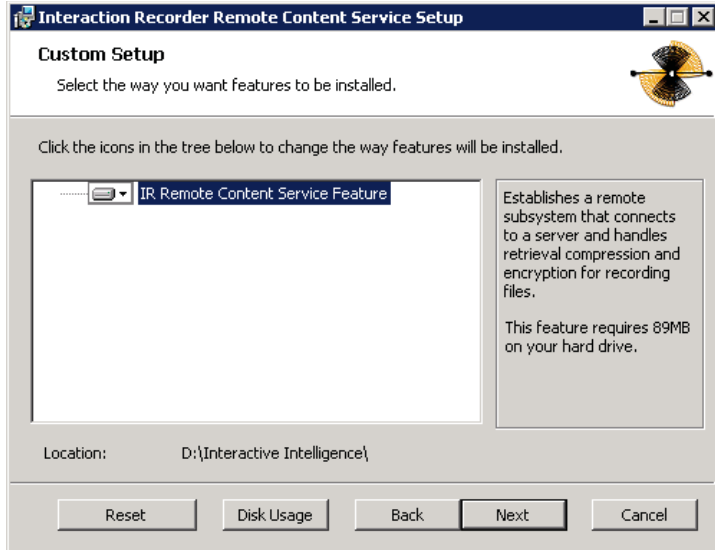 Interaction Recorder Remote Content Service Setup
Custom Setup
Select the way you want features to be installed.
Click the icons in the tree below to change the way features will be installed.
IR Remote Content Service Feature
Establishes a remote
subsystem that connects
to a server and handles
retrieval compression and
encryption for recording
files.
This feature requires 89MB
on your hard drive.
Location: D:\Interactive Intelligence\
Reset Disk Usage Back Next Cancel